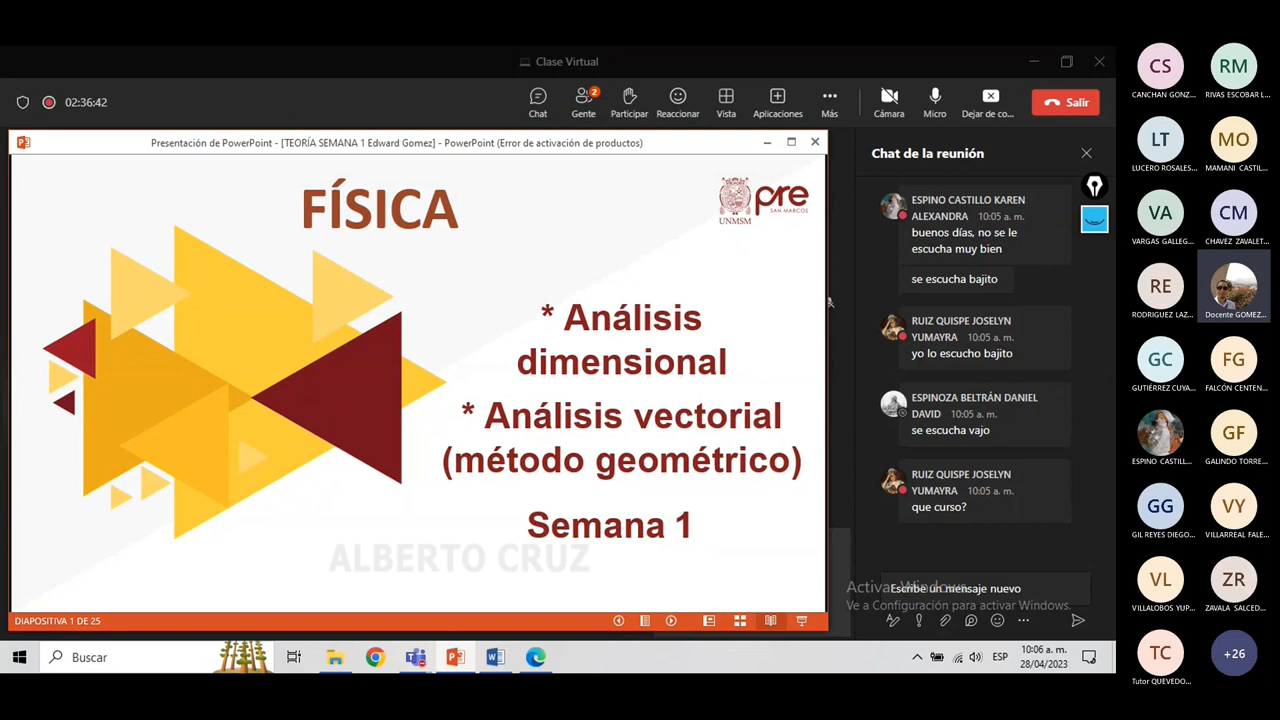 Clase Virtual
02:36:42
Chat
Gente
2
Participar
Reaccionar
Vista
Aplicaciones
Más
Cámara
Micro
Dejar de co...
Salir
Presentación de PowerPoint - [TEORÍA SEMANA 1 Edward Gomez] - PowerPoint (Error de activación de productos)
FÍSICA
UNMSM
pre
SAN MARCOS
* Análisis
dimensional
* Análisis vectorial
(método geométrico)
Semana 1
ALBERTO CRUZ
DIAPOSITIVA 1 DE 25
Chat de la reunión
ESPINO CASTILLO KAREN
ALEXANDRA 10:05 a. m.
buenos días, no se le
escucha muy bien
se escucha bajito
RUIZ QUISPE JOSELYN
YUMAYRA 10:05 a. m.
yo lo escucho bajito
ESPINOZA BELTRÁN DANIEL
DAVID 10:05 a. m.
se escucha vajo
RUIZ QUISPE JOSELYN
YUMAYRA 10:05 a. m.
que curso?
Activar Windows
Escribe un mensaje nuevo
Ve a Configuración para activar Windows.
Buscar
ESP
10:06 a. m.
28/04/2023
CS
CANCHAN GONZ...
RM
RIVAS ESCOBAR L...
LT
LUCERO ROSALES...
MO
MAMANI CASTIL...
VA
VARGAS GALLEG...
CM
CHAVEZ ZAVALET...
RE
RODRIGUEZ LAZ...
Docente GOMEZ...
GC
GUTIÉRREZ CUYA...
FG
FALCÓN CENTEN...
ESPINO CASTILL...
GF
GALINDO TORRE...
GG
GIL REYES DIEGO...
VY
VILLARREAL FALE...
VL
VILLALOBOS YUP...
ZR
ZAVALA SALCED...
TC
Tutor QUEVEDO...
+26